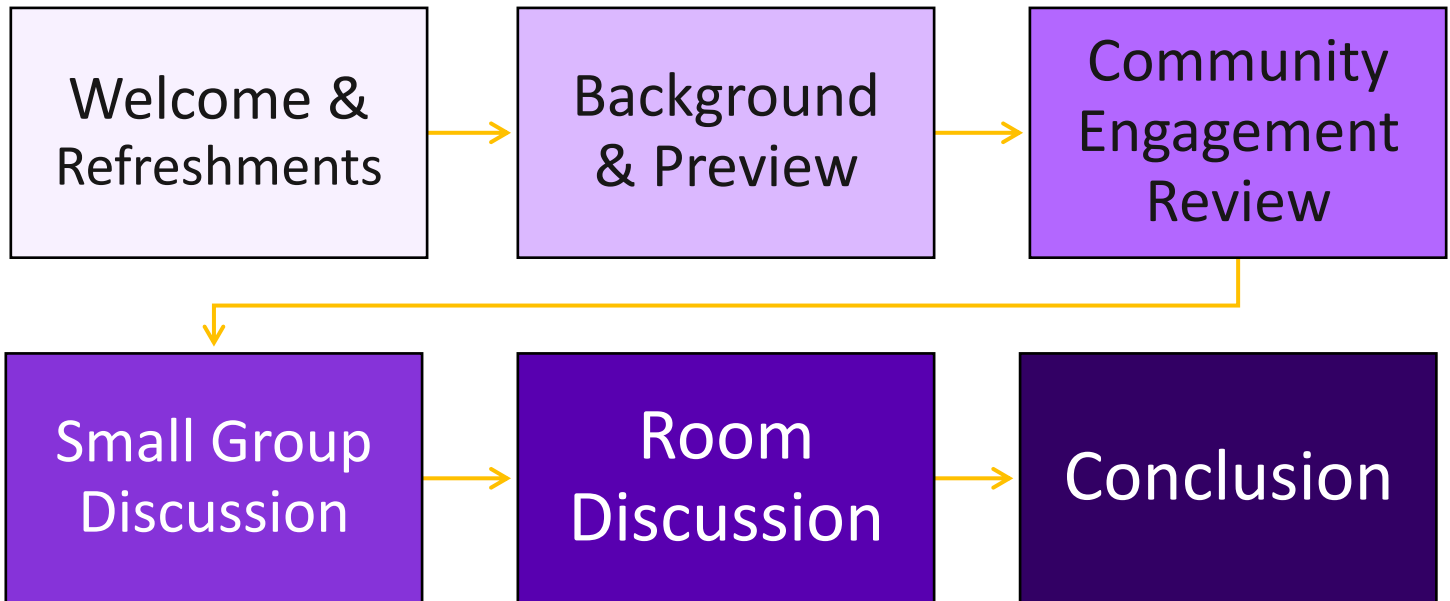 Welcome &
Refreshments
Background
& Preview
Community
Engagement
Review
Small Group
Discussion
Room
Discussion
Conclusion